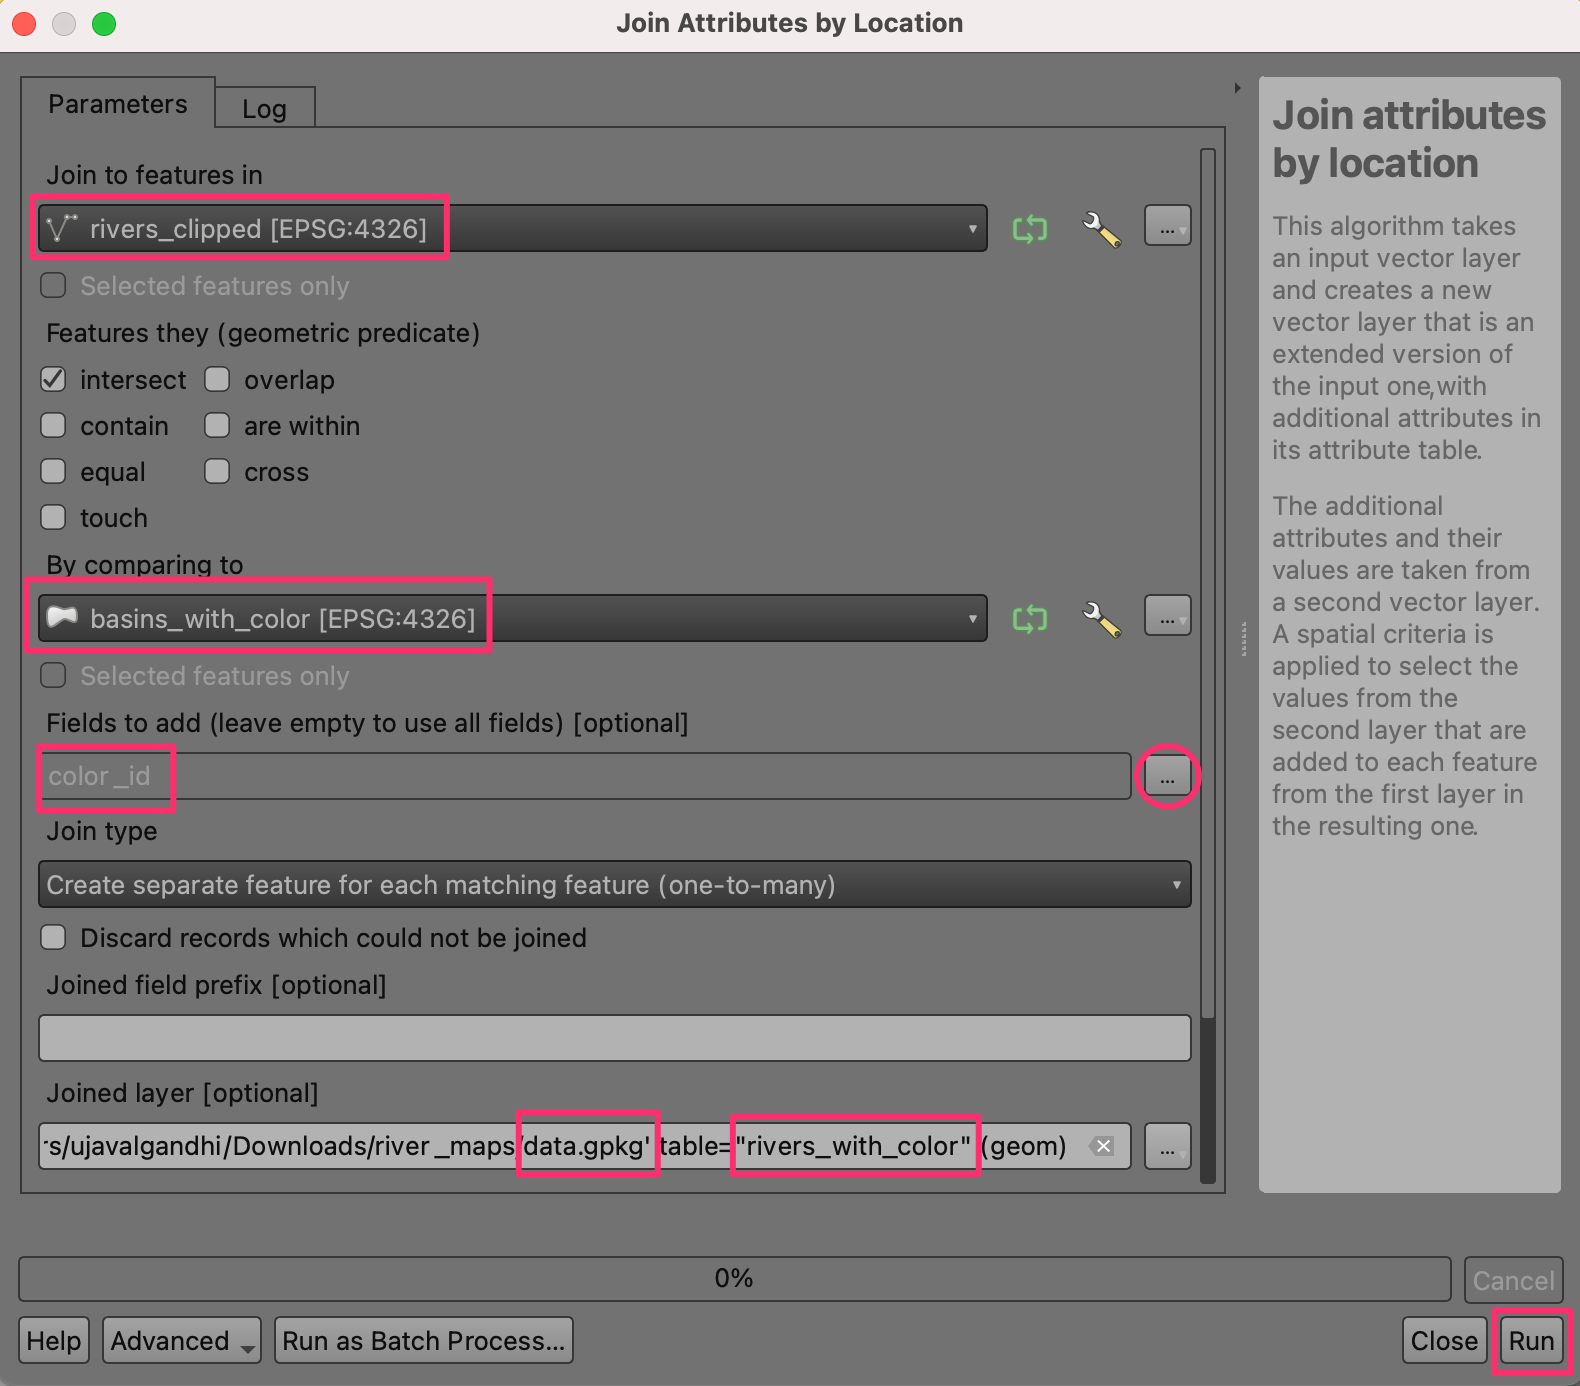 Join Attributes by Location
Parameters
Log
Join to features in
rivers_clipped [EPSG:4326]
...
Selected features only
Features they (geometric predicate)
intersect
overlap
contain
are within
equal
cross
touch
By comparing to
basins_with_color [EPSG:4326]
...
Selected features only
Fields to add (leave empty to use all fields) [optional]
color_id
...
Join type
Create separate feature for each matching feature (one-to-many)
Discard records which could not be joined
Joined field prefix [optional]
Joined layer [optional]
rs/ujavalgandhi/Downloads/river_maps/data.gpkg' table="rivers_with_color" (geom)
...
Join attributes
by location
This algorithm takes
an input vector layer
and creates a new
vector layer that is an
extended version of
the input one,with
additional attributes in
its attribute table.
The additional
attributes and their
values are taken from
a second vector layer.
A spatial criteria is
applied to select the
values from the
second layer that are
added to each feature
from the first layer in
the resulting one.
0%
Cancel
Help
Advanced
Run as Batch Process...
Close
Run